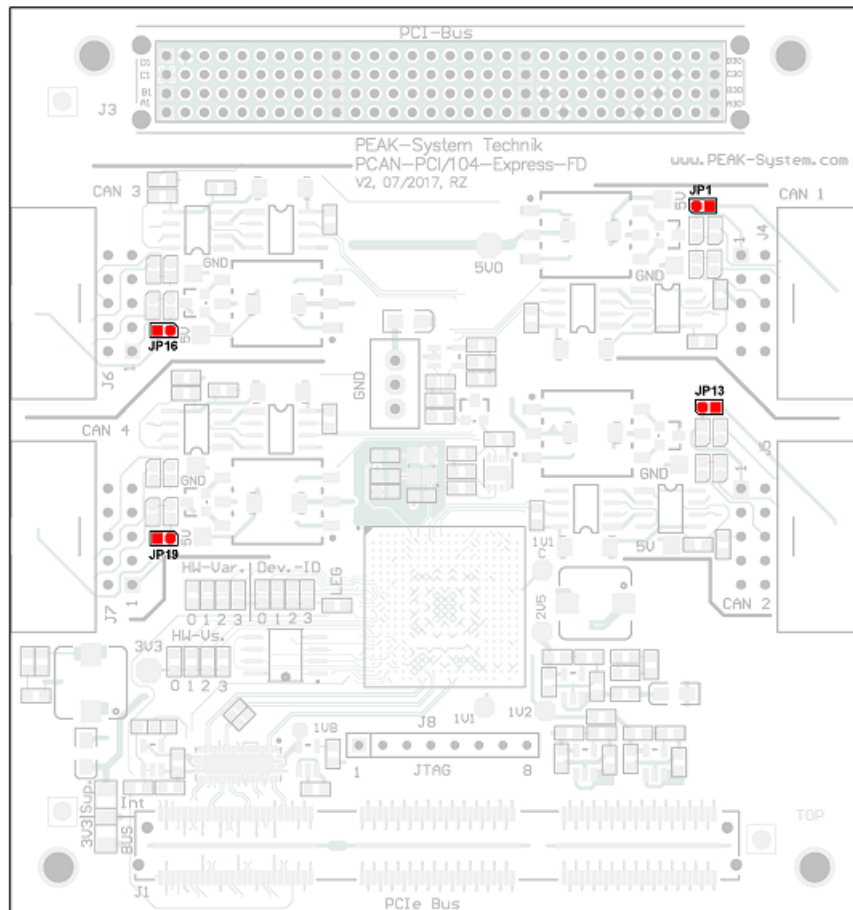 PCI-Bus
D1
C1
B1
A1
D30
C30
B30
A30
J3
PEAK-System Technik
PCAN-PCI/104-Express-FD
V2, 07/2017, RZ
www.PEAK-System.com
CAN 3
JP1
5V
CAN 1
1
J4
GND
5V0
GND
JP16
5V
J6
1
GND
JP13
CAN 4
J5
GND
1
GND
JP19
5V
5V
J7
1
HW-Var.
Dev.-ID
LEG
1V1
C
2V5
CAN 2
0 1 2 3
0 1 2 3
HW-Vs.
3V3
0 1 2 3
1V8
J8
1V1
1V2
1
JTAG
8
Sup.
Int
3V3
BUS
TOP
J1
PCIe Bus